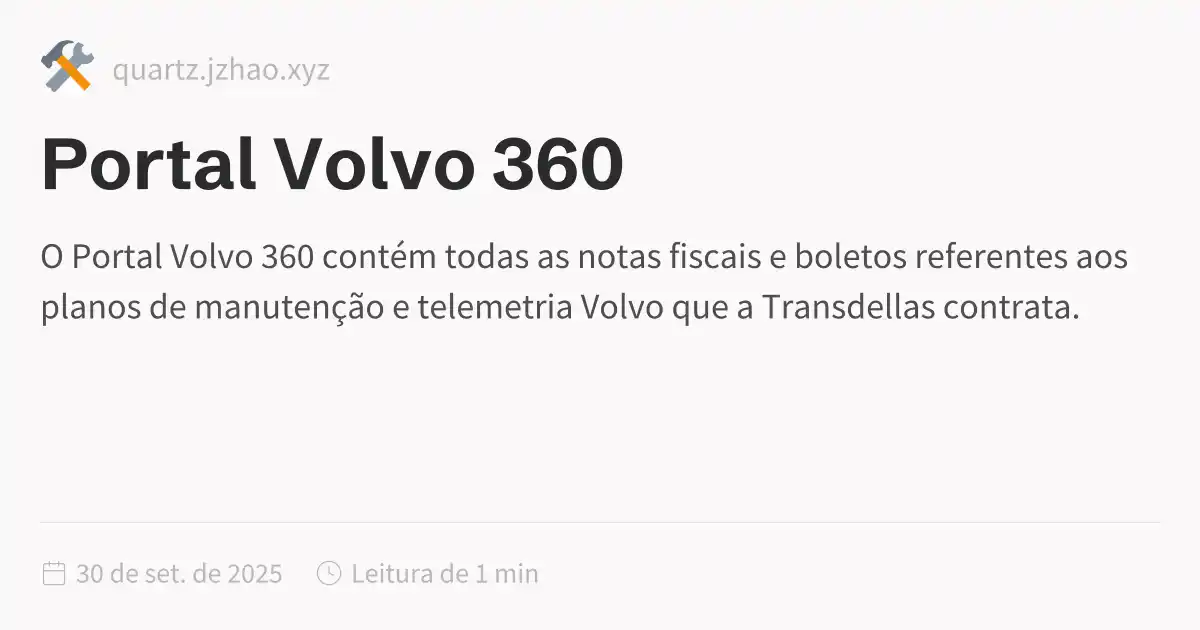 quartz.jzhao.xyz
Portal Volvo 360
O Portal Volvo 360 contém todas as notas fiscais e boletos referentes aos
planos de manutenção e telemetria Volvo que a Transdellas contrata.
30 de set. de 2025 Leitura de 1 min